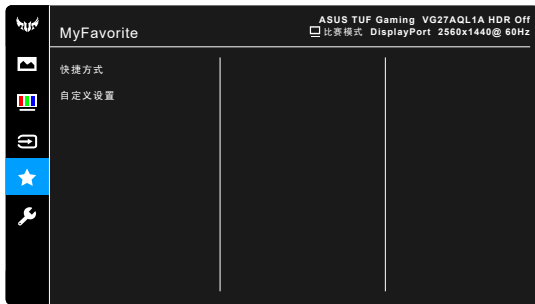 MyFavorite
ASUS TUF Gaming VG27AQL1A HDR Off
比赛模式 DisplayPort 2560x1440@ 60Hz
快捷方式
自定义设置